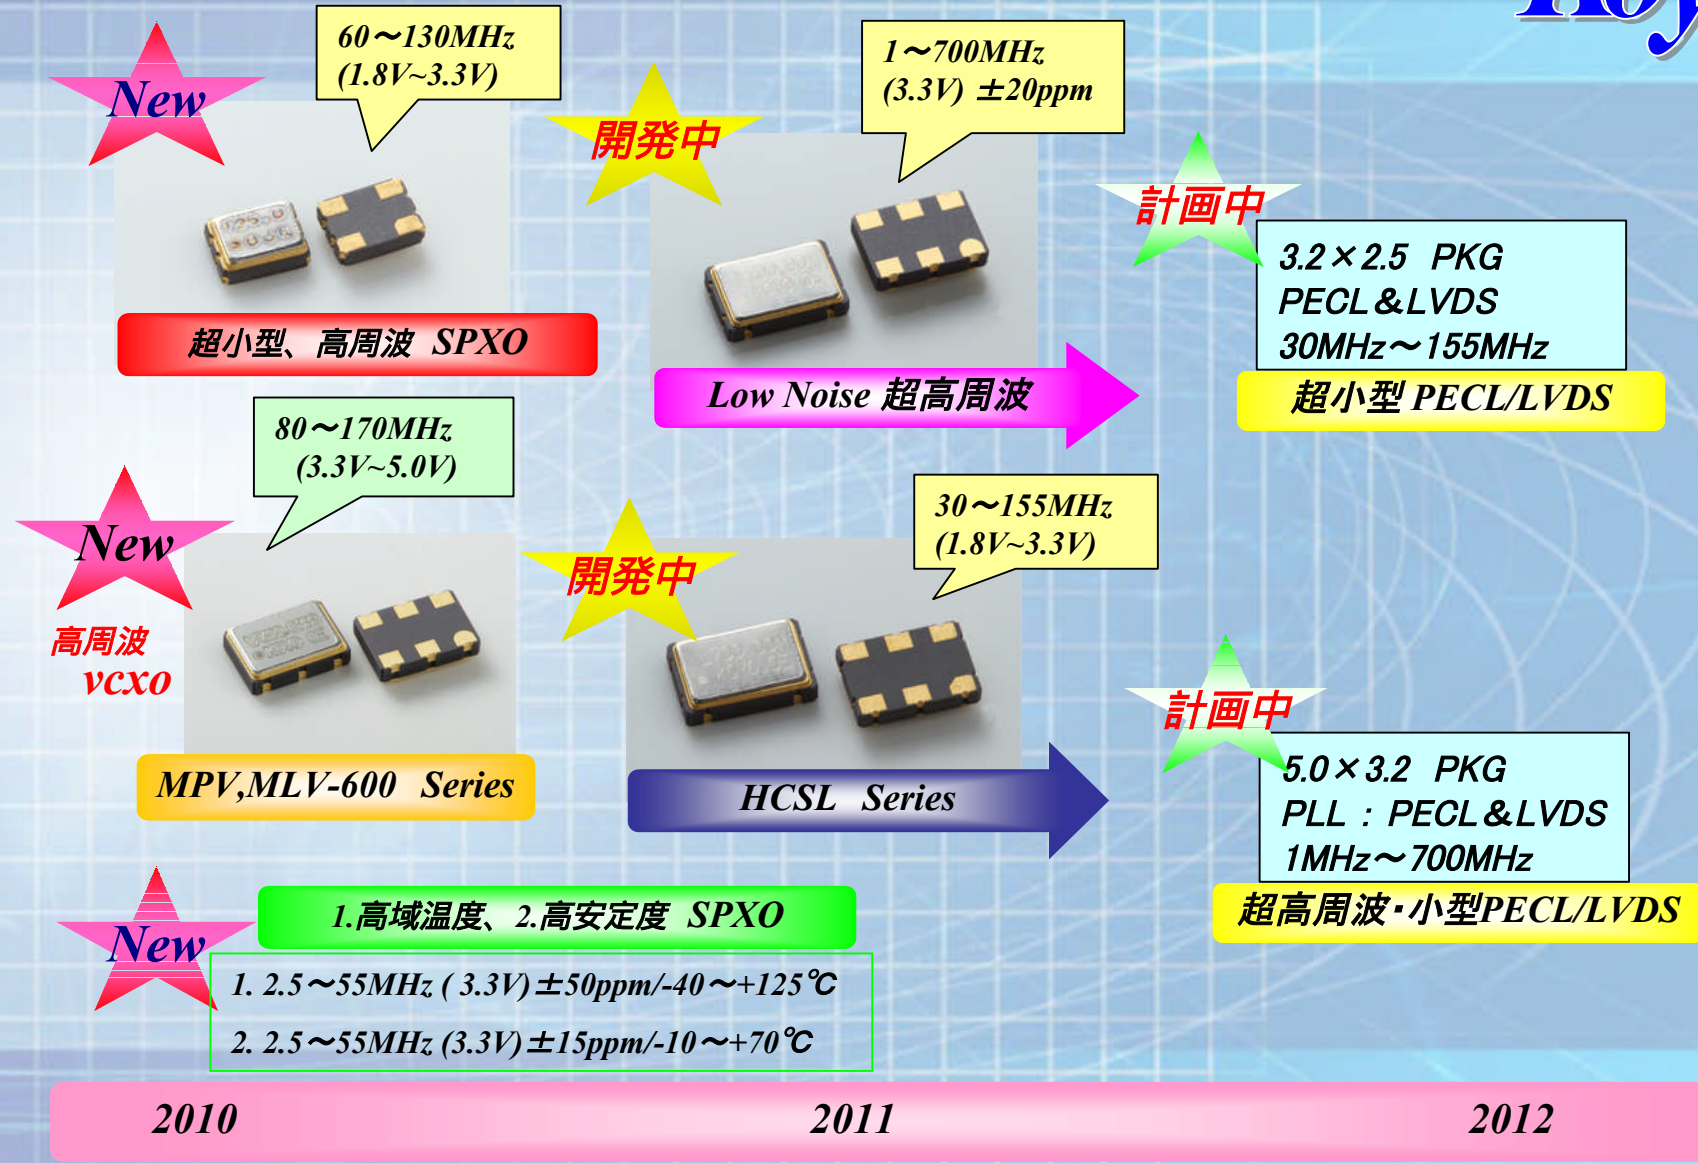 New
60～130MHz
(1.8V~3.3V)
超小型、高周波 SPXO
開発中
1～700MHz
(3.3V) ±20ppm
Low Noise 超高周波
計画中
3.2×2.5 PKG
PECL＆LVDS
30MHz～155MHz
超小型 PECL/LVDS
New
高周波
VCXO
80～170MHz
(3.3V~5.0V)
MPV,MLV-600 Series
開発中
30～155MHz
(1.8V~3.3V)
HCSL Series
計画中
5.0×3.2 PKG
PLL：PECL＆LVDS
1MHz～700MHz
超高周波・小型PECL/LVDS
New
1.高域温度、2.高安定度 SPXO
1. 2.5～55MHz ( 3.3V)±50ppm/-40～+125℃
2. 2.5～55MHz (3.3V)±15ppm/-10～+70℃
2010 2011 2012